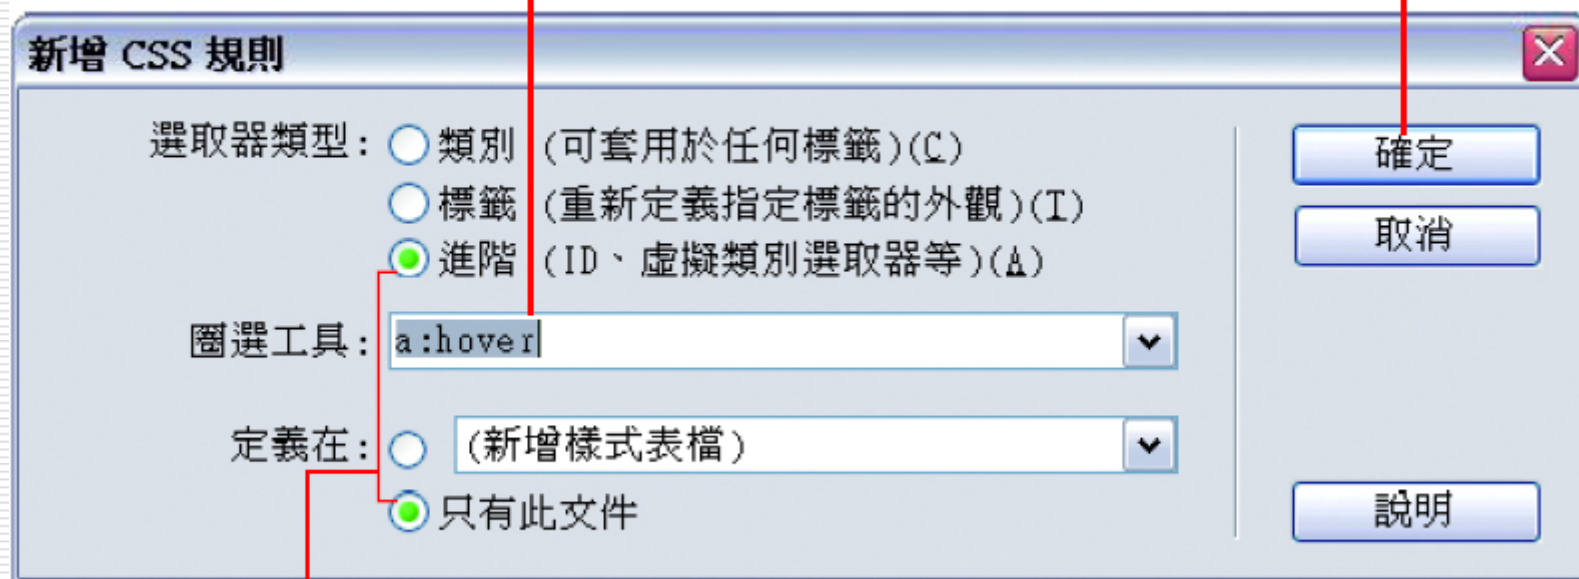 新增 CSS 規則
選取器類型: 類別 (可套用於任何標籤)(C)
標籤 (重新定義指定標籤的外觀)(T)
進階 (ID、虛擬類別選取器等)(A)
圈選工具: a:hover
定義在: (新增樣式表檔)
只有此文件
確定
取消
說明